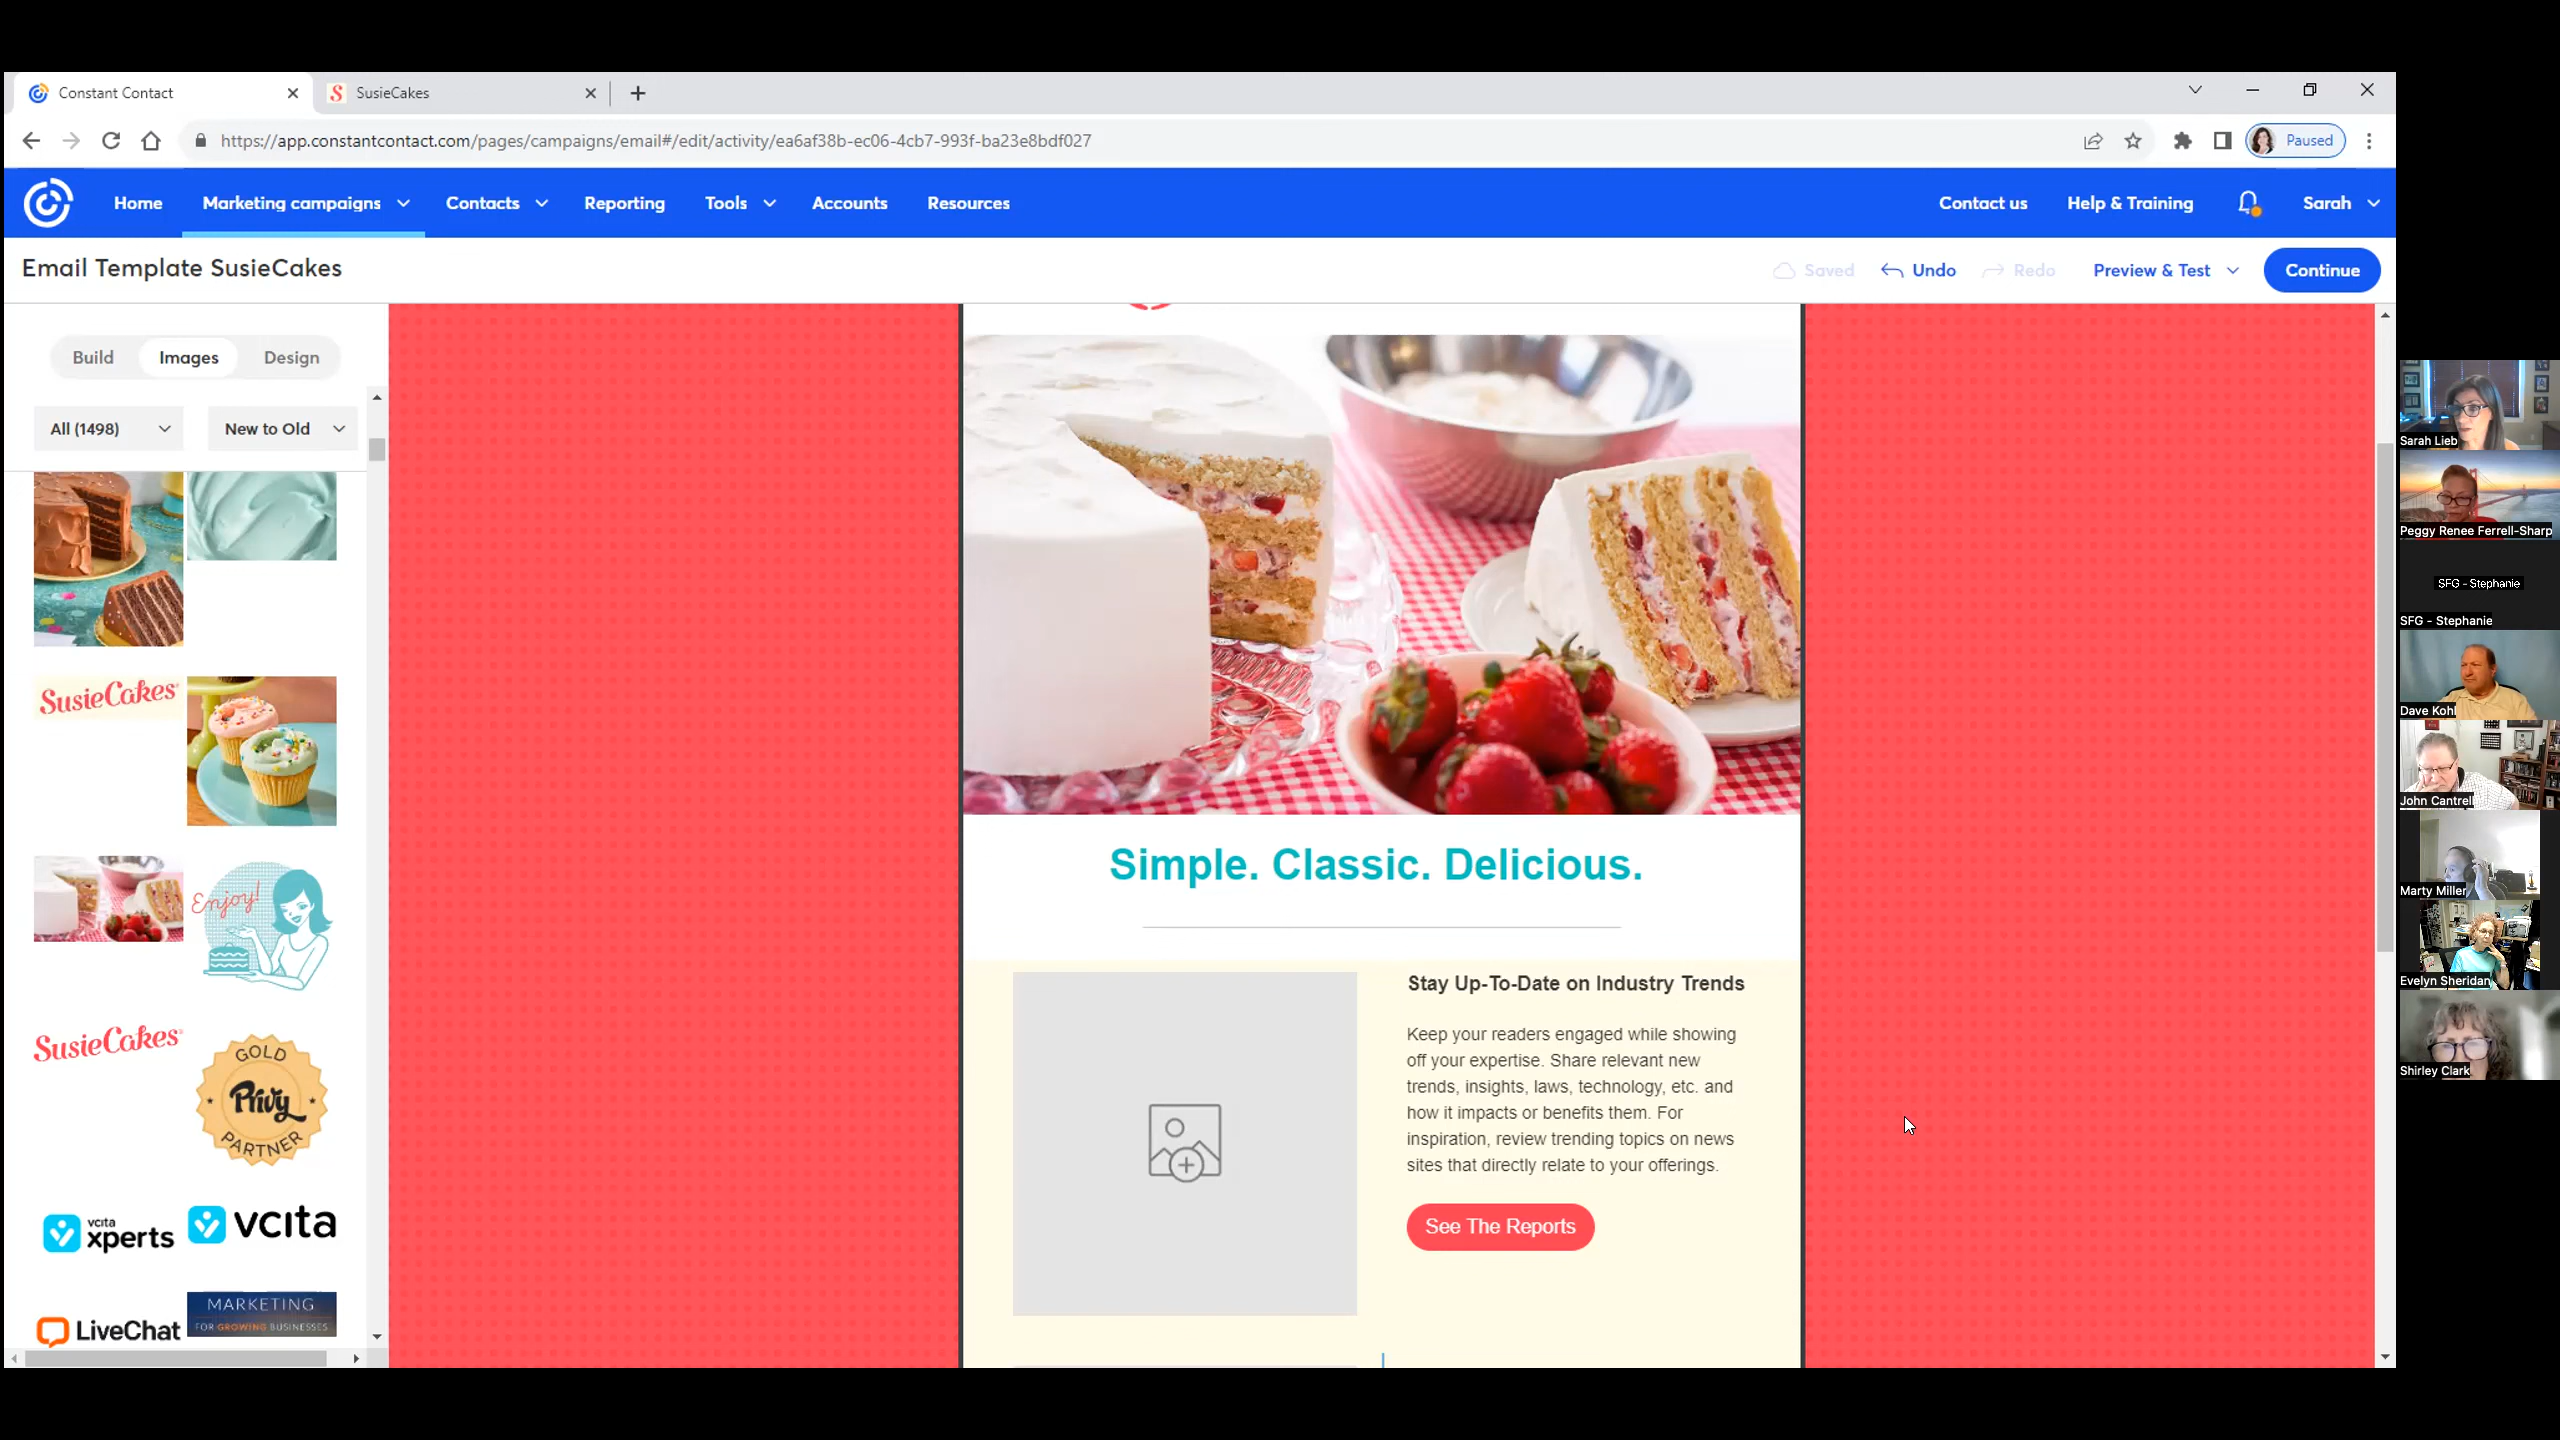 Constant Contact
SusieCakes
https://app.constantcontact.com/pages/campaigns/email#/edit/activity/ea6af38b-ec06-4cb7-993f-ba23e8bdf027
Paused
Home
Marketing campaigns
Contacts
Reporting
Tools
Accounts
Resources
Contact us
Help & Training
Sarah
Email Template SusieCakes
Saved
Undo
Redo
Preview & Test
Continue
Build
Images
Design
All (1498)
New to Old
SusieCakes
Enjoy!
SusieCakes
GOLD
Privy
PARTNER
vcita
xperts
vcita
LiveChat
MARKETING
FOR GROWING BUSINESSES
Simple. Classic. Delicious.
Stay Up-To-Date on Industry Trends
Keep your readers engaged while showing
off your expertise. Share relevant new
trends, insights, laws, technology, etc. and
how it impacts or benefits them. For
inspiration, review trending topics on news
sites that directly relate to your offerings.
See The Reports
Sarah Lieb
Peggy Renee Ferrell-Sharp
SFG - Stephanie
SFG - Stephanie
Dave Kohl
John Cantrell
Marty Miller
Evelyn Sheridan
Shirley Clark